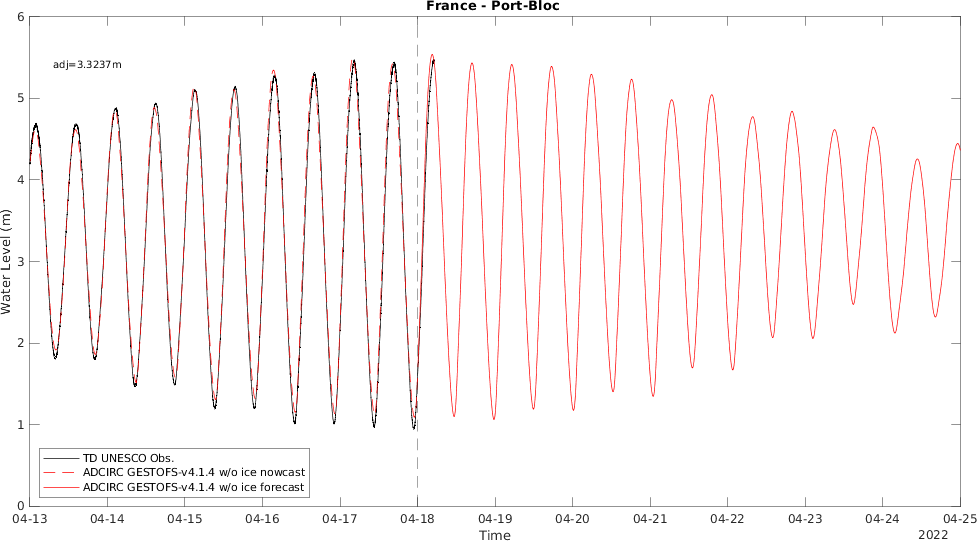 France - Port-Bloc
6
adj=3.3237m
5
4
3
2
1
0
Water Level (m)
TD UNESCO Obs.
ADCIRC GESTOFS-v4.1.4 w/o ice nowcast
ADCIRC GESTOFS-v4.1.4 w/o ice forecast
04-13 04-14 04-15 04-16 04-17 04-18 04-19 04-20 04-21 04-22 04-23 04-24 04-25
Time
2022